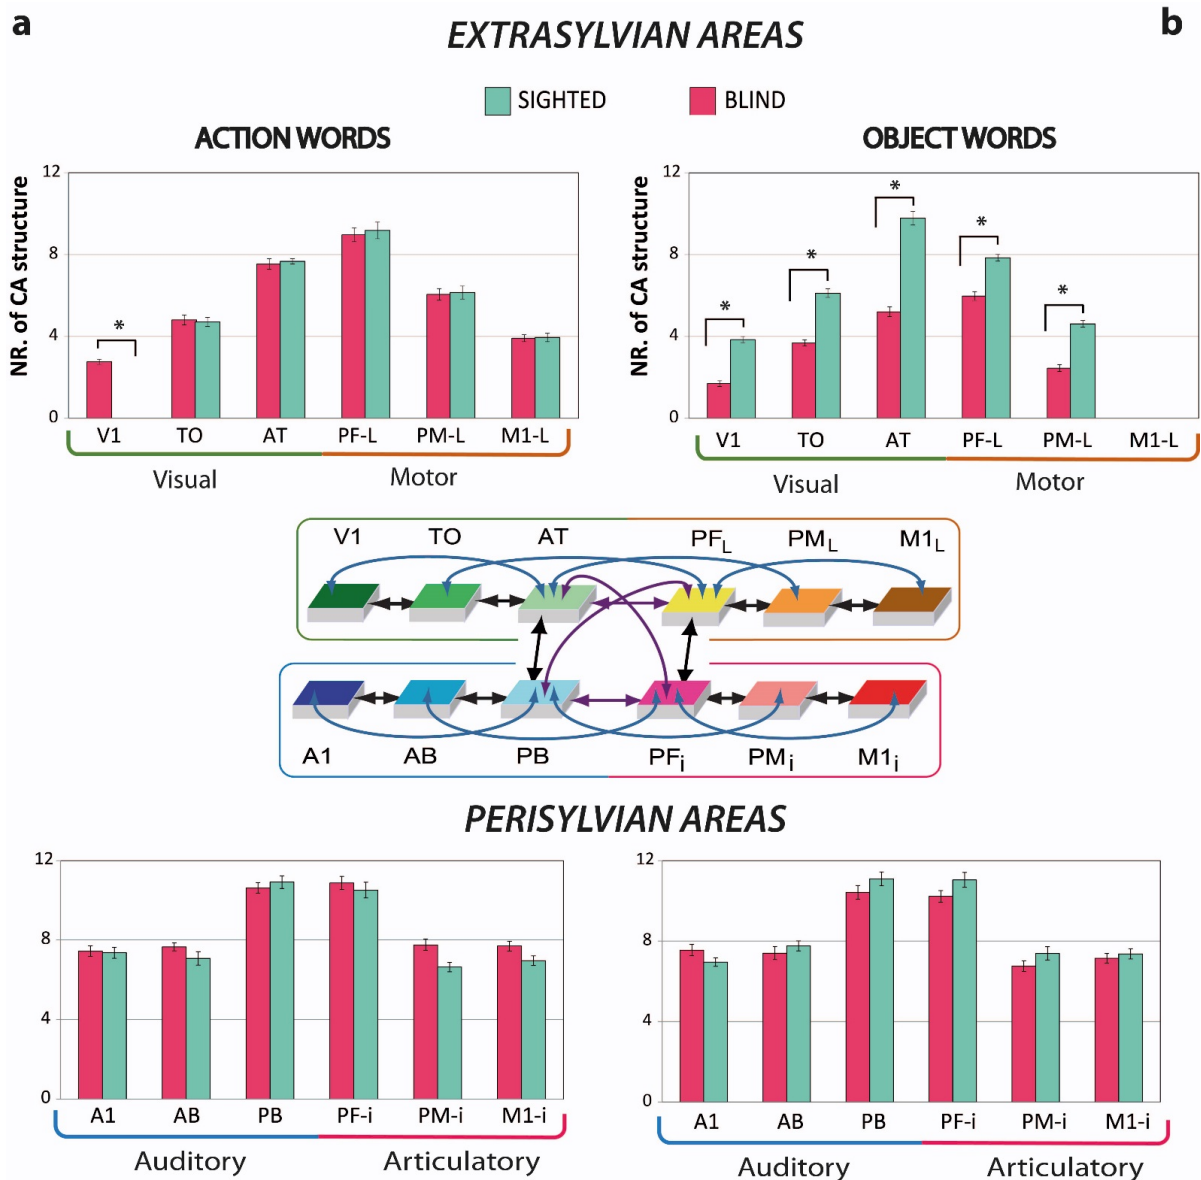 a
b
EXTRASYLVIAN AREAS
SIGHTED BLIND
ACTION WORDS
NR. of CA structure
12
8
4
0
*
V1 TO AT PF-L PM-L M1-L
Visual Motor
OBJECT WORDS
NR. of CA structure
12
8
4
0
* * * * *
V1 TO AT PF-L PM-L M1-L
Visual Motor
V1 TO AT PFL PML M1L
A1 AB PB PFi PMi M1i
PERISYLVIAN AREAS
12
8
4
0
A1 AB PB PF-i PM-i M1-i
Auditory Articulatory
12
8
4
0
A1 AB PB PF-i PM-i M1-i
Auditory Articulatory